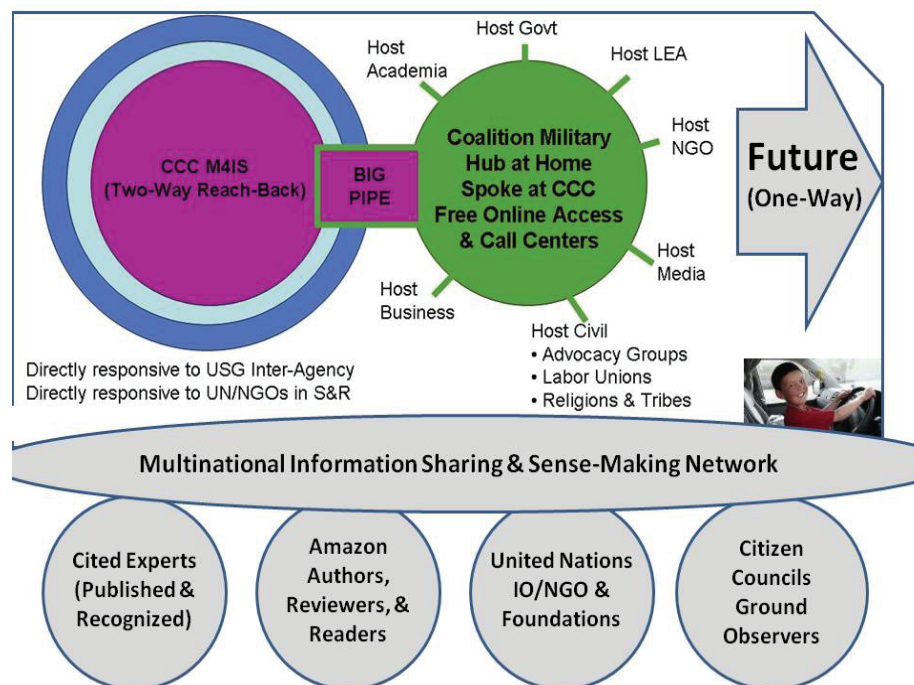 Host
Academia
Host Govt
Host LEA
Host
NGO
CCC M4IS
(Two-Way Reach-Back)
BIG
PIPE
Coalition Military
Hub at Home
Spoke at CCC
Free Online Access
& Call Centers
Future
(One-Way)
Host
Media
Host
Business
Host Civil
• Advocacy Groups
• Labor Unions
• Religions & Tribes
Directly responsive to USG Inter-Agency
Directly responsive to UN/NGOs in S&R
Multinational Information Sharing & Sense-Making Network
Cited Experts
(Published &
Recognized)
Amazon
Authors,
Reviewers, &
Readers
United Nations
IO/NGO &
Foundations
Citizen
Councils
Ground
Observers